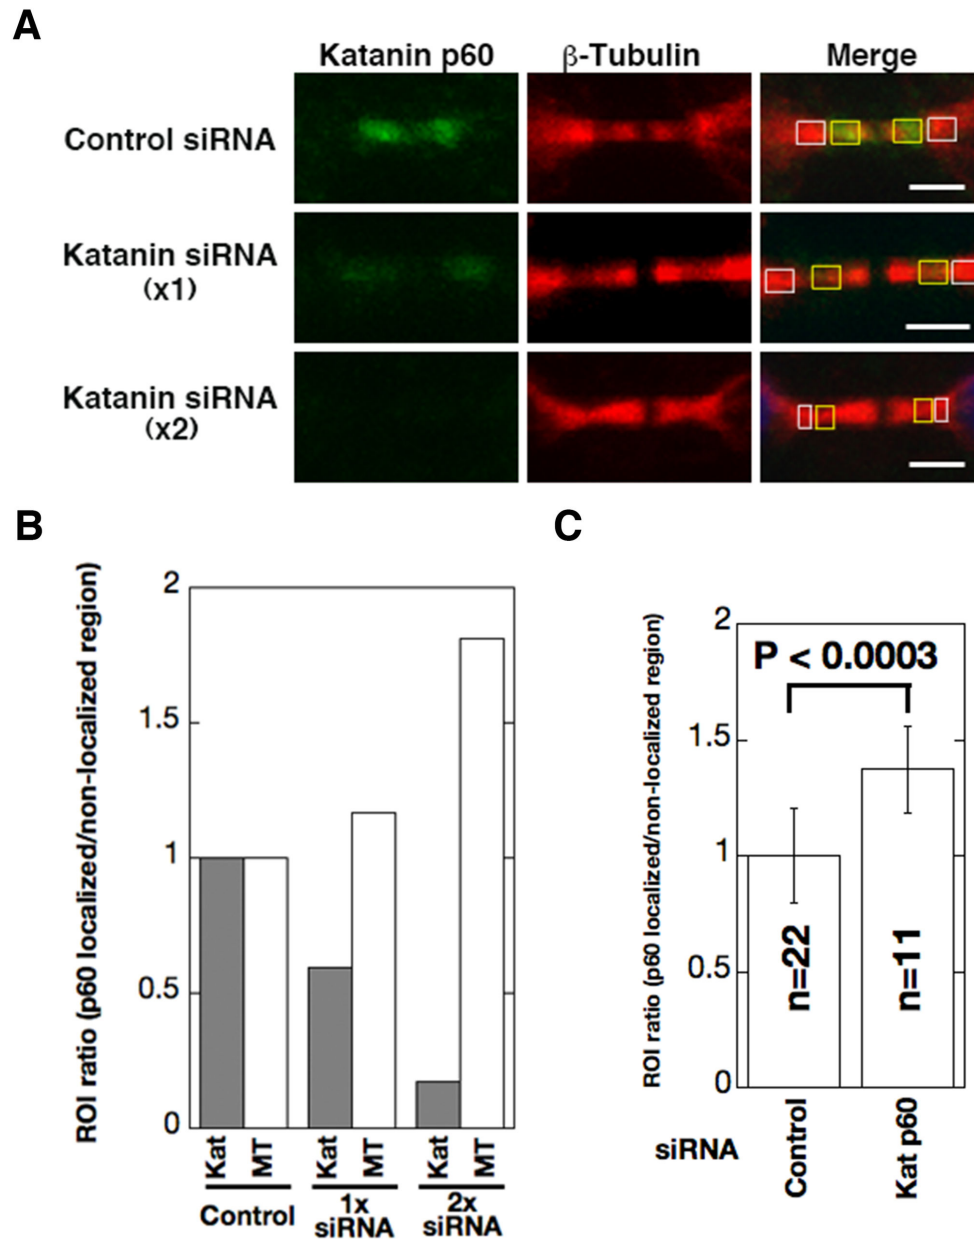 A
Katanin p60 β-Tubulin Merge
Control siRNA
Katanin siRNA
(x1)
Katanin siRNA
(x2)
B
ROI ratio (p60 localized/non-localized region)
2
1.5
1
0.5
0
Kat MT Kat MT Kat MT
Control
1x
siRNA
2x
siRNA
C
ROI ratio (p60 localized/non-localized region)
2
1.5
1
0.5
0
P < 0.0003
n=22 n=11
siRNA
Control
Kat p60